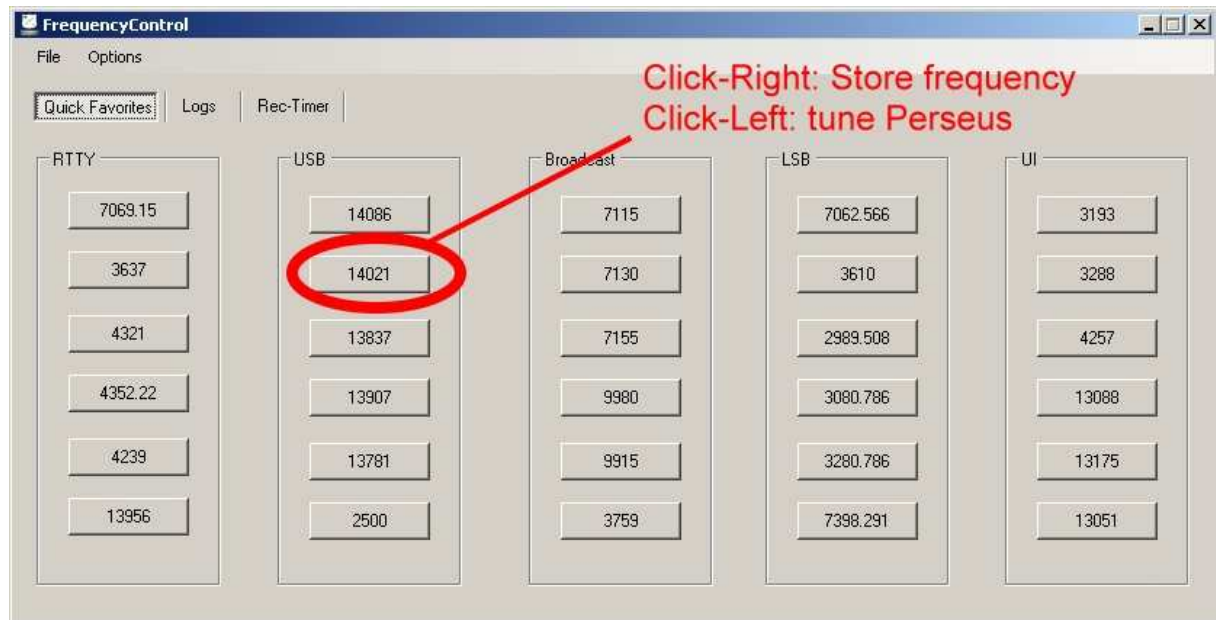 FrequencyControl
File Options
Click-Right: Store frequency
Click-Left: tune Perseus
Quick Favorites Logs Rec-Timer
RTTY USB Broadcast LSB UI
7069.15 14086 7115 7062.566 3193
3637 14021 7130 3610 3288
4321 13837 7155 2989.508 4257
4352.22 13907 9980 3080.786 13088
4239 13781 9915 3280.786 13175
13956 2500 3759 7398.291 13051